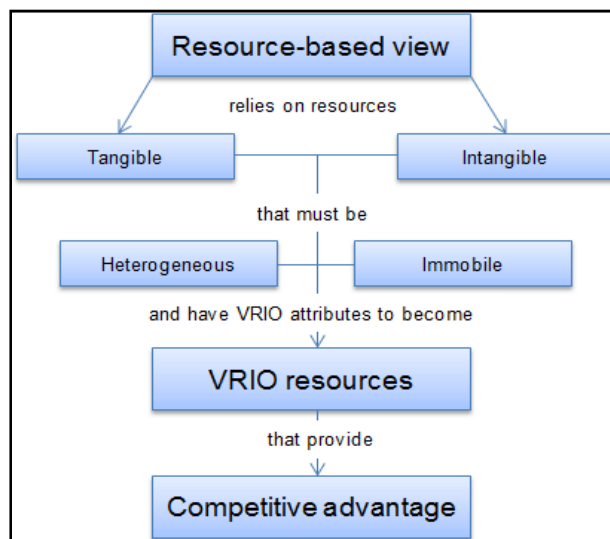 Resource-based view
relies on resources
Tangible
Intangible
that must be
Heterogeneous
Immobile
and have VRIO attributes to become
VRIO resources
that provide
Competitive advantage